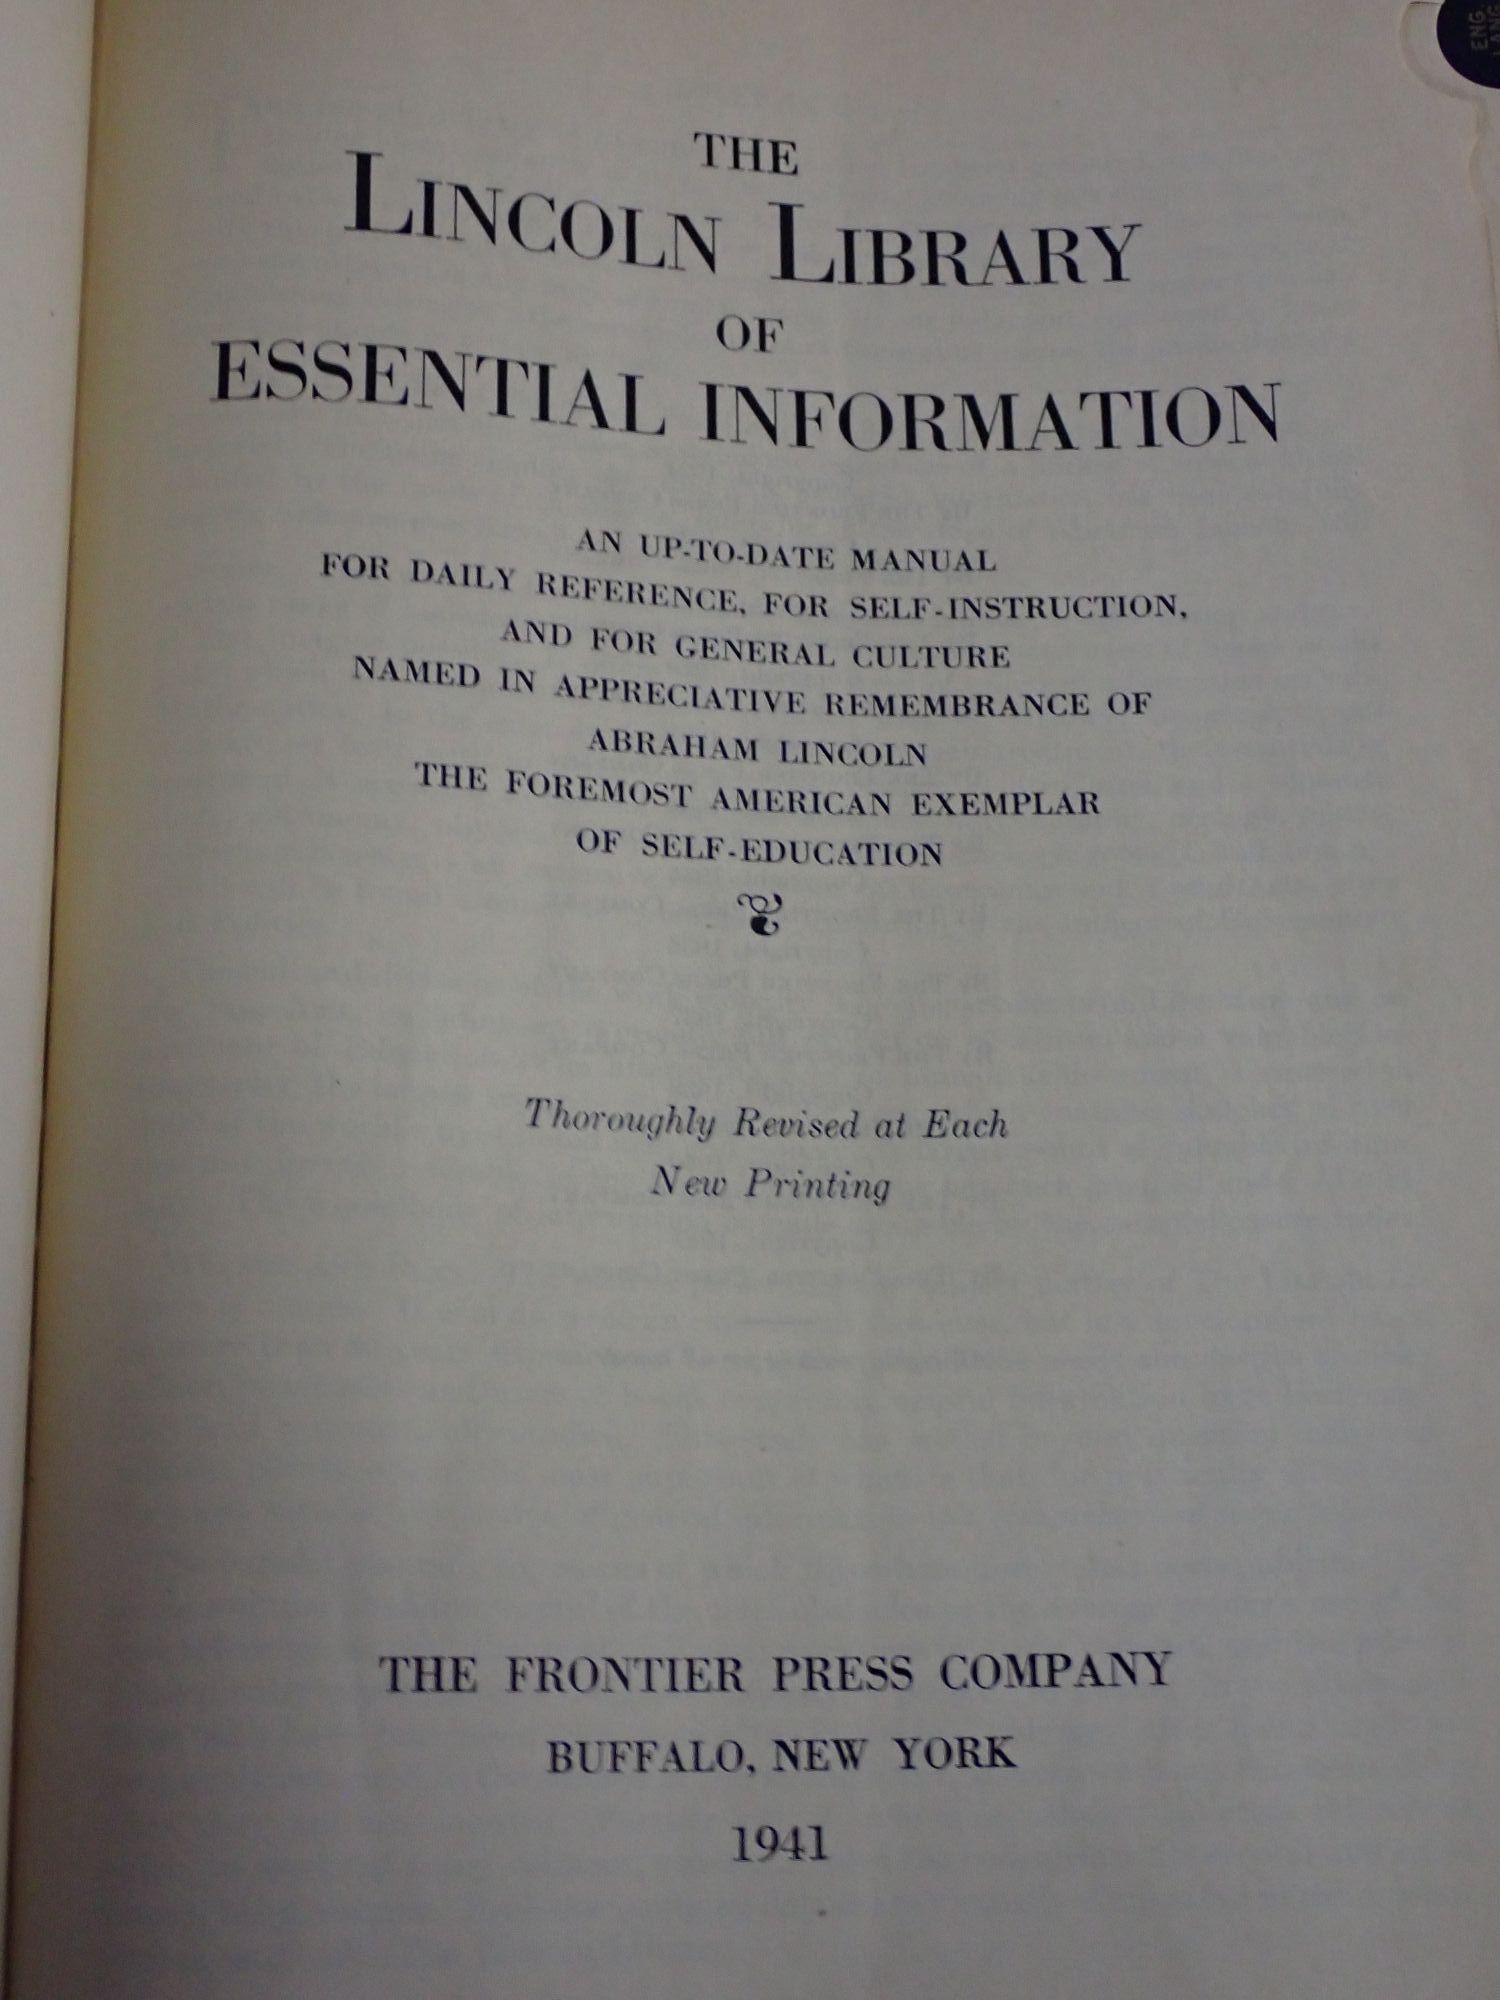 THE
LINCOLN LIBRARY
OF
ESSENTIAL INFORMATION
AN UP-TO-DATE MANUAL
FOR DAILY REFERENCE, FOR SELF-INSTRUCTION,
AND FOR GENERAL CULTURE
NAMED IN APPRECIATIVE REMEMBRANCE OF
ABRAHAM LINCOLN
THE FOREMOST AMERICAN EXEMPLAR
OF SELF-EDUCATION
Thoroughly Revised at Each
New Printing
THE FRONTIER PRESS COMPANY
BUFFALO, NEW YORK
1941
ENG.
LANG